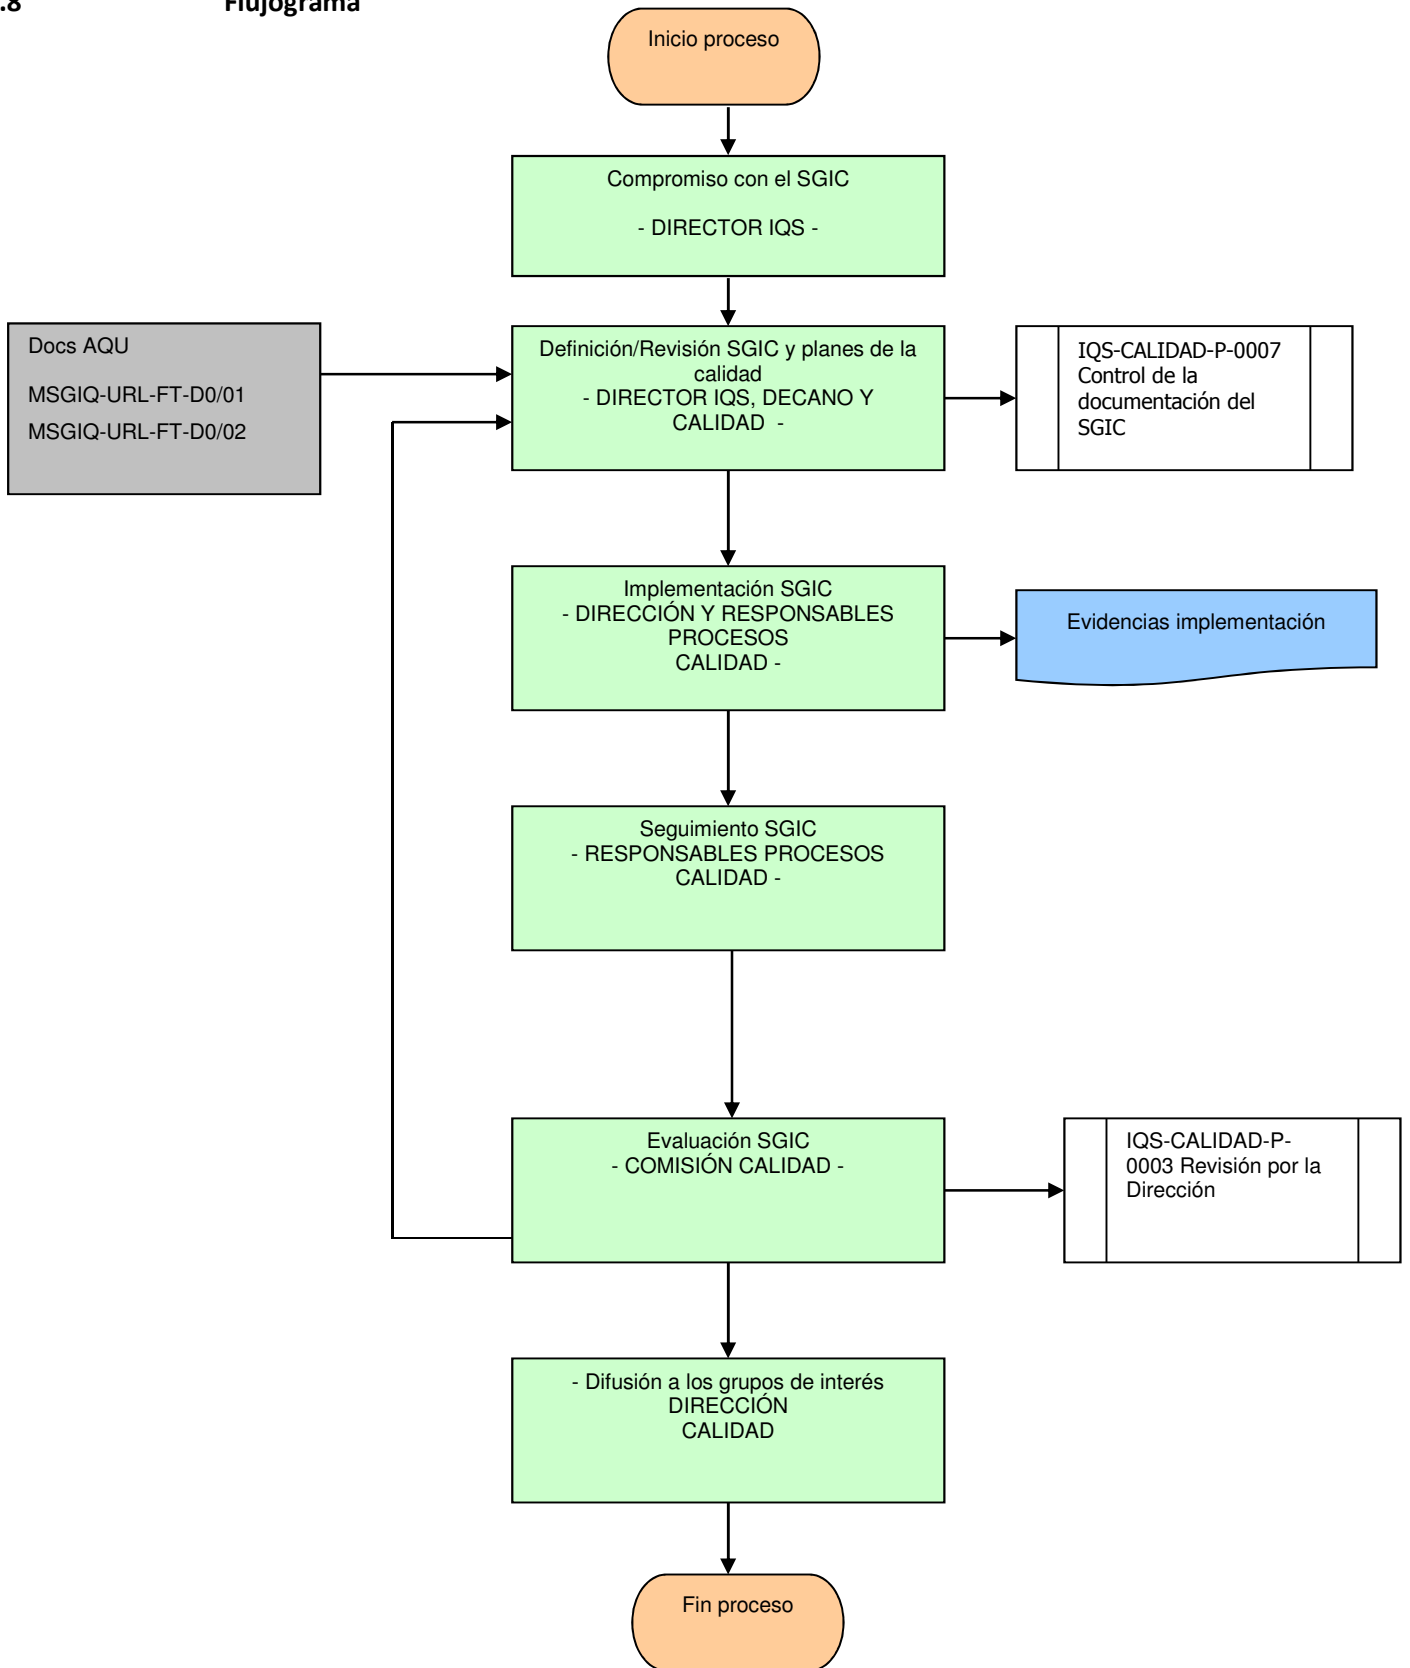 .8 Flujograma
Inicio proceso
Compromiso con el SGIC
- DIRECTOR IQS -
Docs AQU
MSGIQ-URL-FT-D0/01
MSGIQ-URL-FT-D0/02
Definición/Revisión SGIC y planes de la
calidad
- DIRECTOR IQS, DECANO Y
CALIDAD -
IQS-CALIDAD-P-0007
Control de la
documentación del
SGIC
Implementación SGIC
- DIRECCIÓN Y RESPONSABLES
PROCESOS
CALIDAD -
Evidencias implementación
Seguimiento SGIC
- RESPONSABLES PROCESOS
CALIDAD -
Evaluación SGIC
- COMISIÓN CALIDAD -
IQS-CALIDAD-P-
0003 Revisión por la
Dirección
- Difusión a los grupos de interés
DIRECCIÓN
CALIDAD
Fin proceso